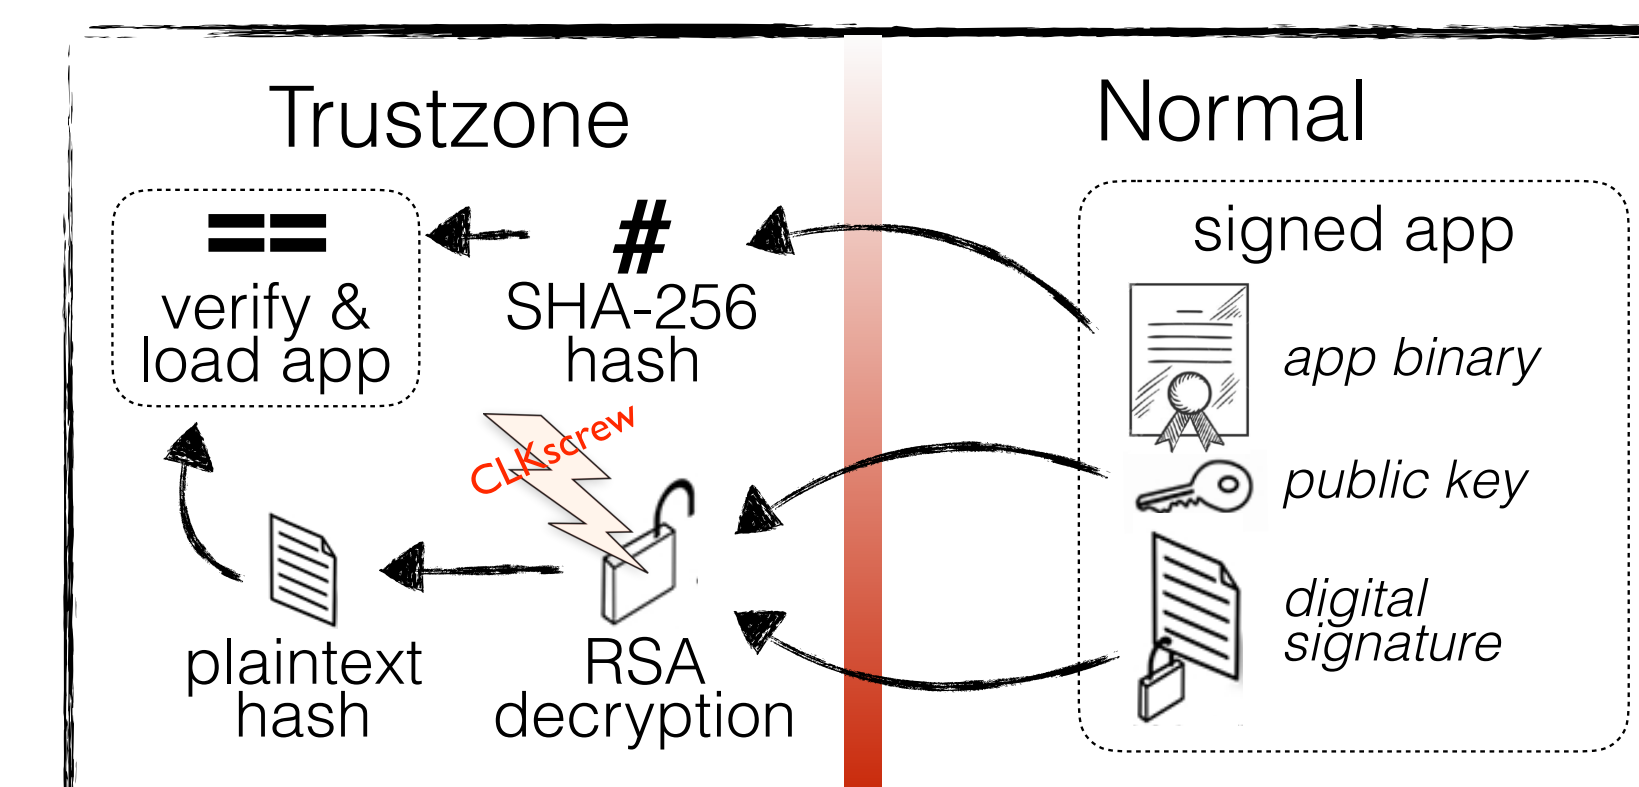 Trustzone
==
verify &
load app
#
SHA-256
hash
CLKscrew
plaintext
hash
RSA
decryption
Normal
signed app
app binary
public key
digital
signature